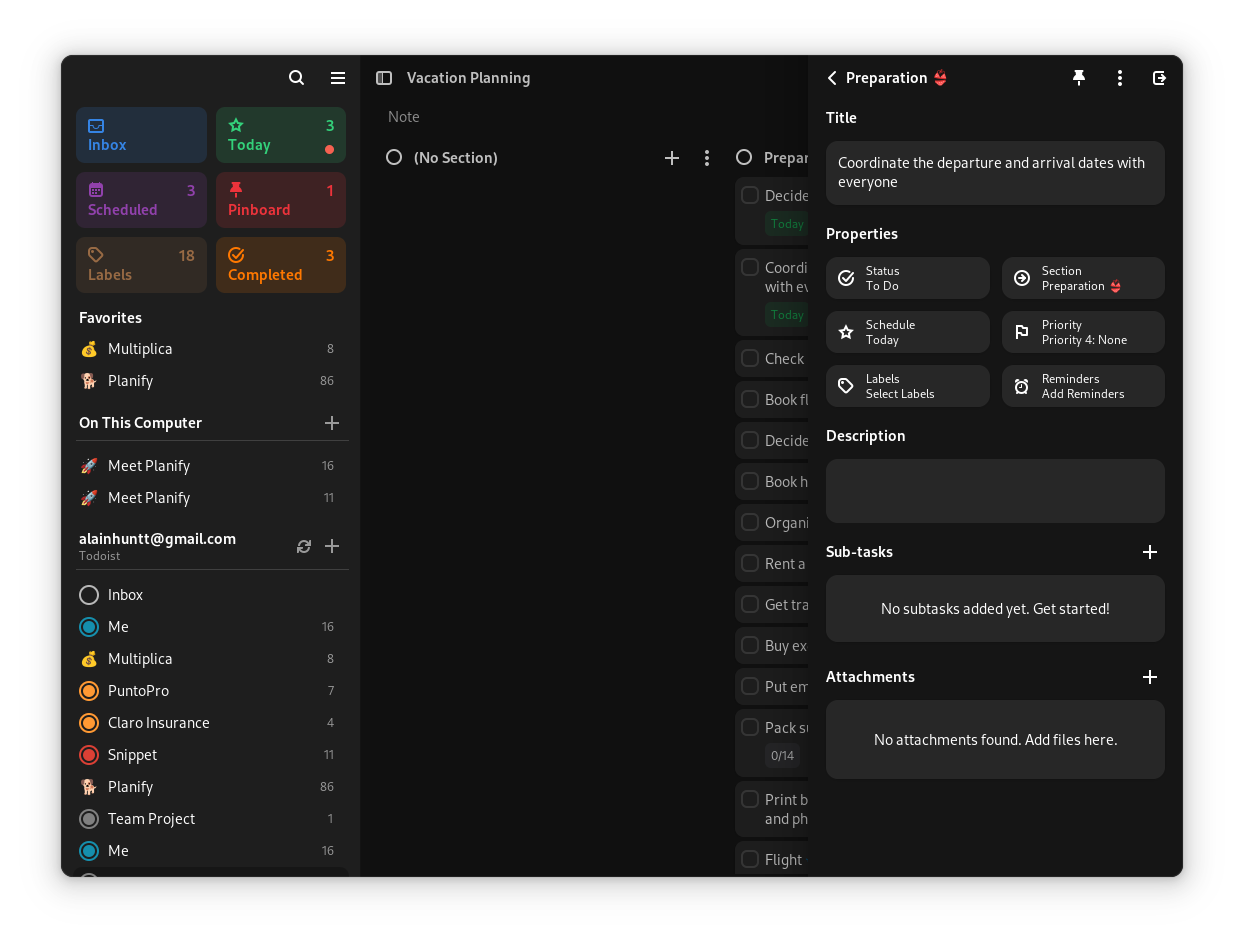 Inbox
3
Today
3
Scheduled
1
Pinboard
18
Labels
3
Completed
Favorites
Multiplica 8
Planify 86
On This Computer
Meet Planify 16
Meet Planify 11
alainhuntt@gmail.com
Todoist
Inbox
Me 16
Multiplica 8
PuntoPro 7
Claro Insurance 4
Snippet 11
Planify 86
Team Project 1
Me 16
Vacation Planning
Note
(No Section)
Prepar
Decide
Today
Coordi
with ev
Today
Check
Book fl
Decide
Book h
Organi
Rent a
Get tra
Buy ex
Put em
Pack su
0/14
Print b
and ph
Flight
Preparation 👙
Title
Coordinate the departure and arrival dates with
everyone
Properties
Status
To Do
Section
Preparation 👙
Schedule
Today
Priority
Priority 4: None
Labels
Select Labels
Reminders
Add Reminders
Description
Sub-tasks
No subtasks added yet. Get started!
Attachments
No attachments found. Add files here.